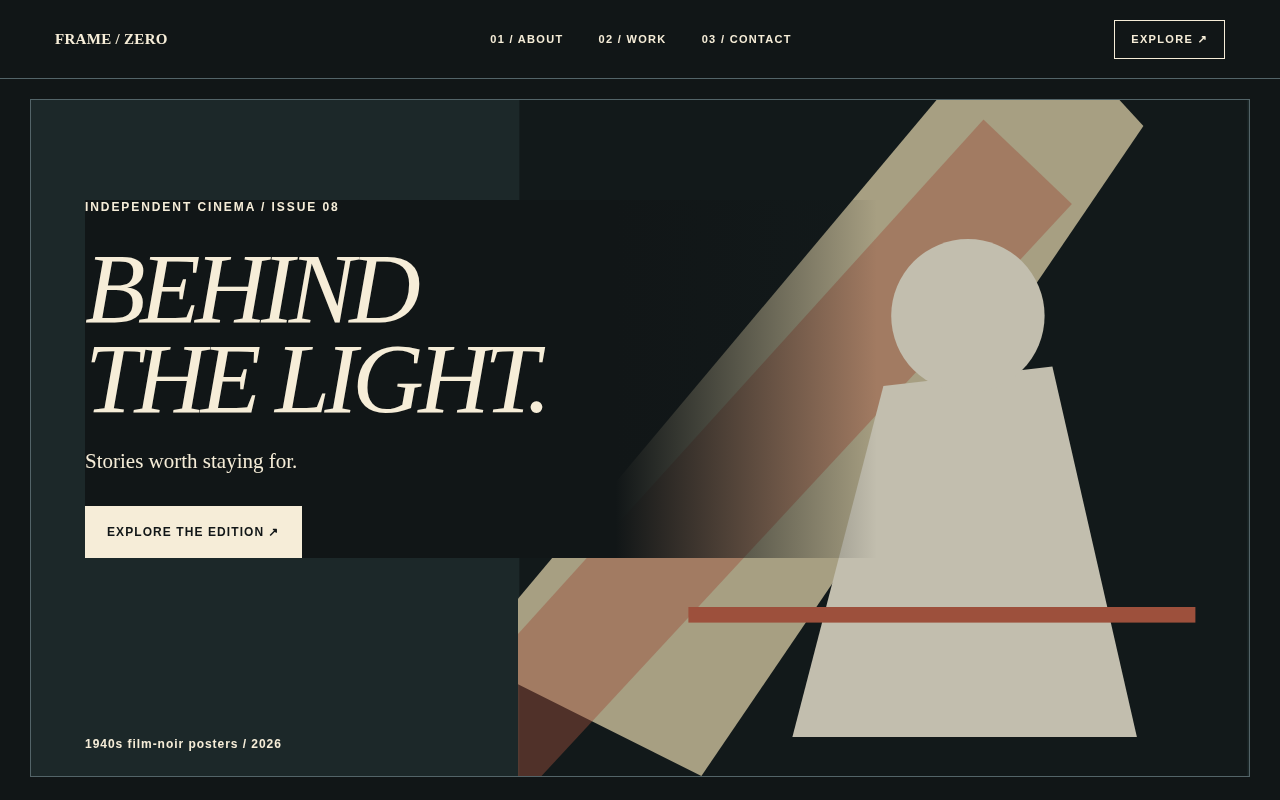 FRAME / ZERO
01 / ABOUT
02 / WORK
03 / CONTACT
EXPLORE ↗
INDEPENDENT CINEMA / ISSUE 08
BEHIND
THE LIGHT.
Stories worth staying for.
EXPLORE THE EDITION ↗
1940s film-noir posters / 2026